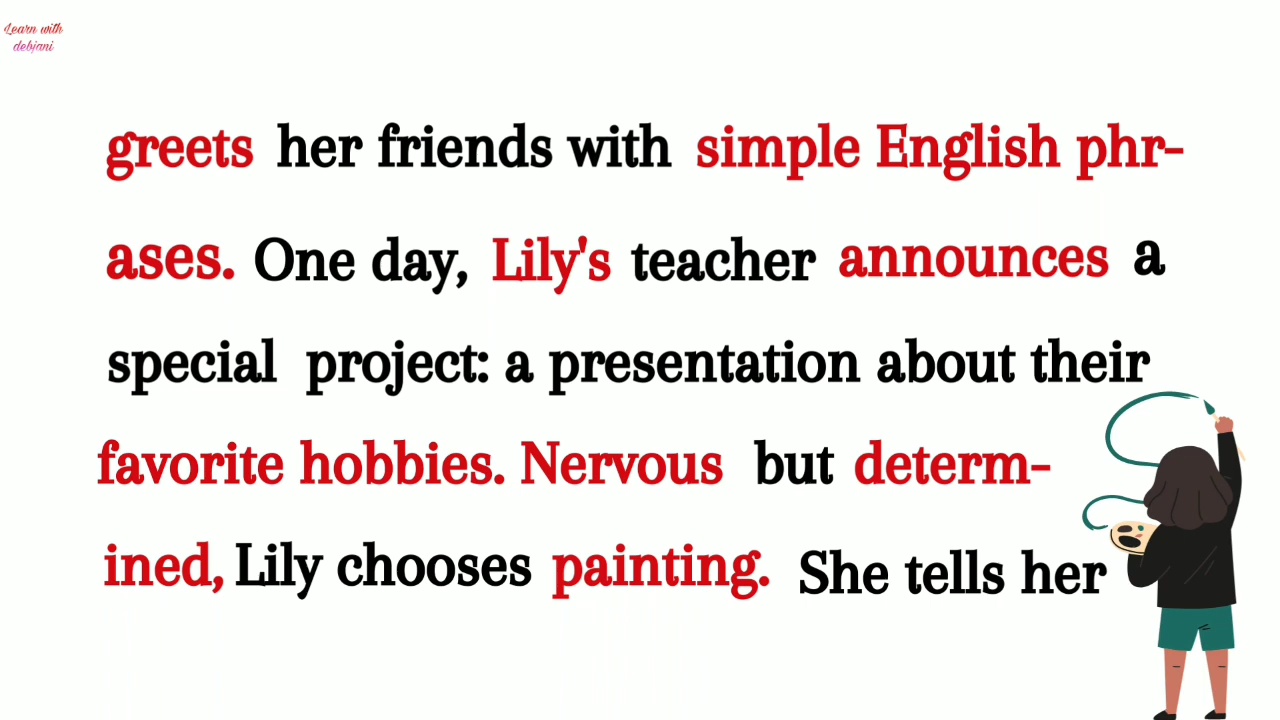 Learn with
debjani
greets her friends with simple English phr-
ases. One day, Lily's teacher announces a
special project: a presentation about their
favorite hobbies. Nervous but determ-
ined, Lily chooses painting. She tells her